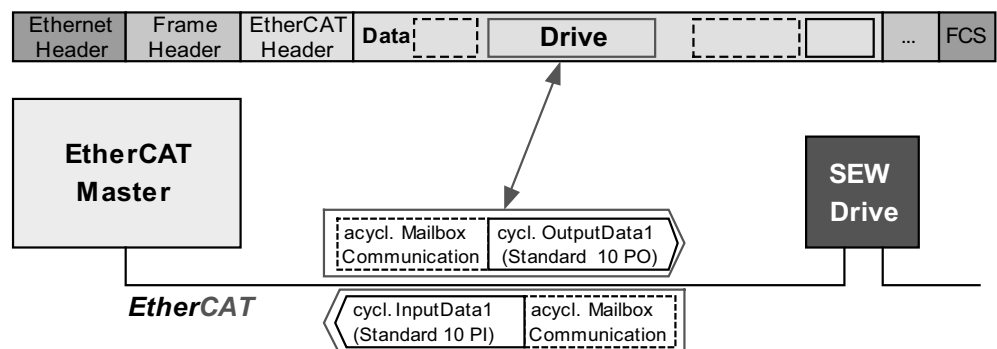 Ethernet Header
Frame Header
EtherCAT Header
Data
Drive
...
FCS
EtherCAT
Master
SEW
Drive
acycl. Mailbox
Communication
cycl. OutputData1
(Standard 10 PO)
EtherCAT
cycl. InputData1
(Standard 10 PI)
acycl. Mailbox
Communication